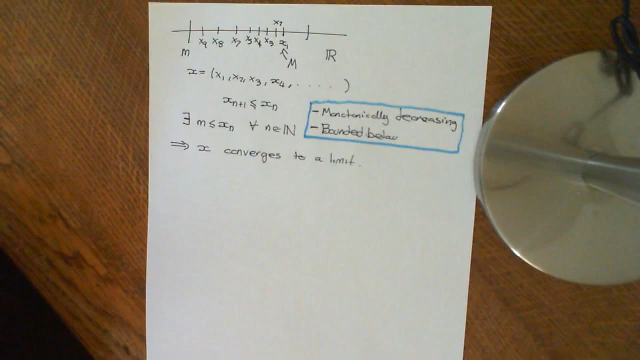 x₂
m x₉ x₈ x₇ x₅ x₄ x₃ x₁
M
ℝ
x = (x₁, x₂, x₃, x₄, . . . . . )
xₙ₊₁ ≤ xₙ
- Monotonically decreasing
∃ m ≤ xₙ ∀ n ∈ ℕ
- Bounded below
⇒ x converges to a limit.